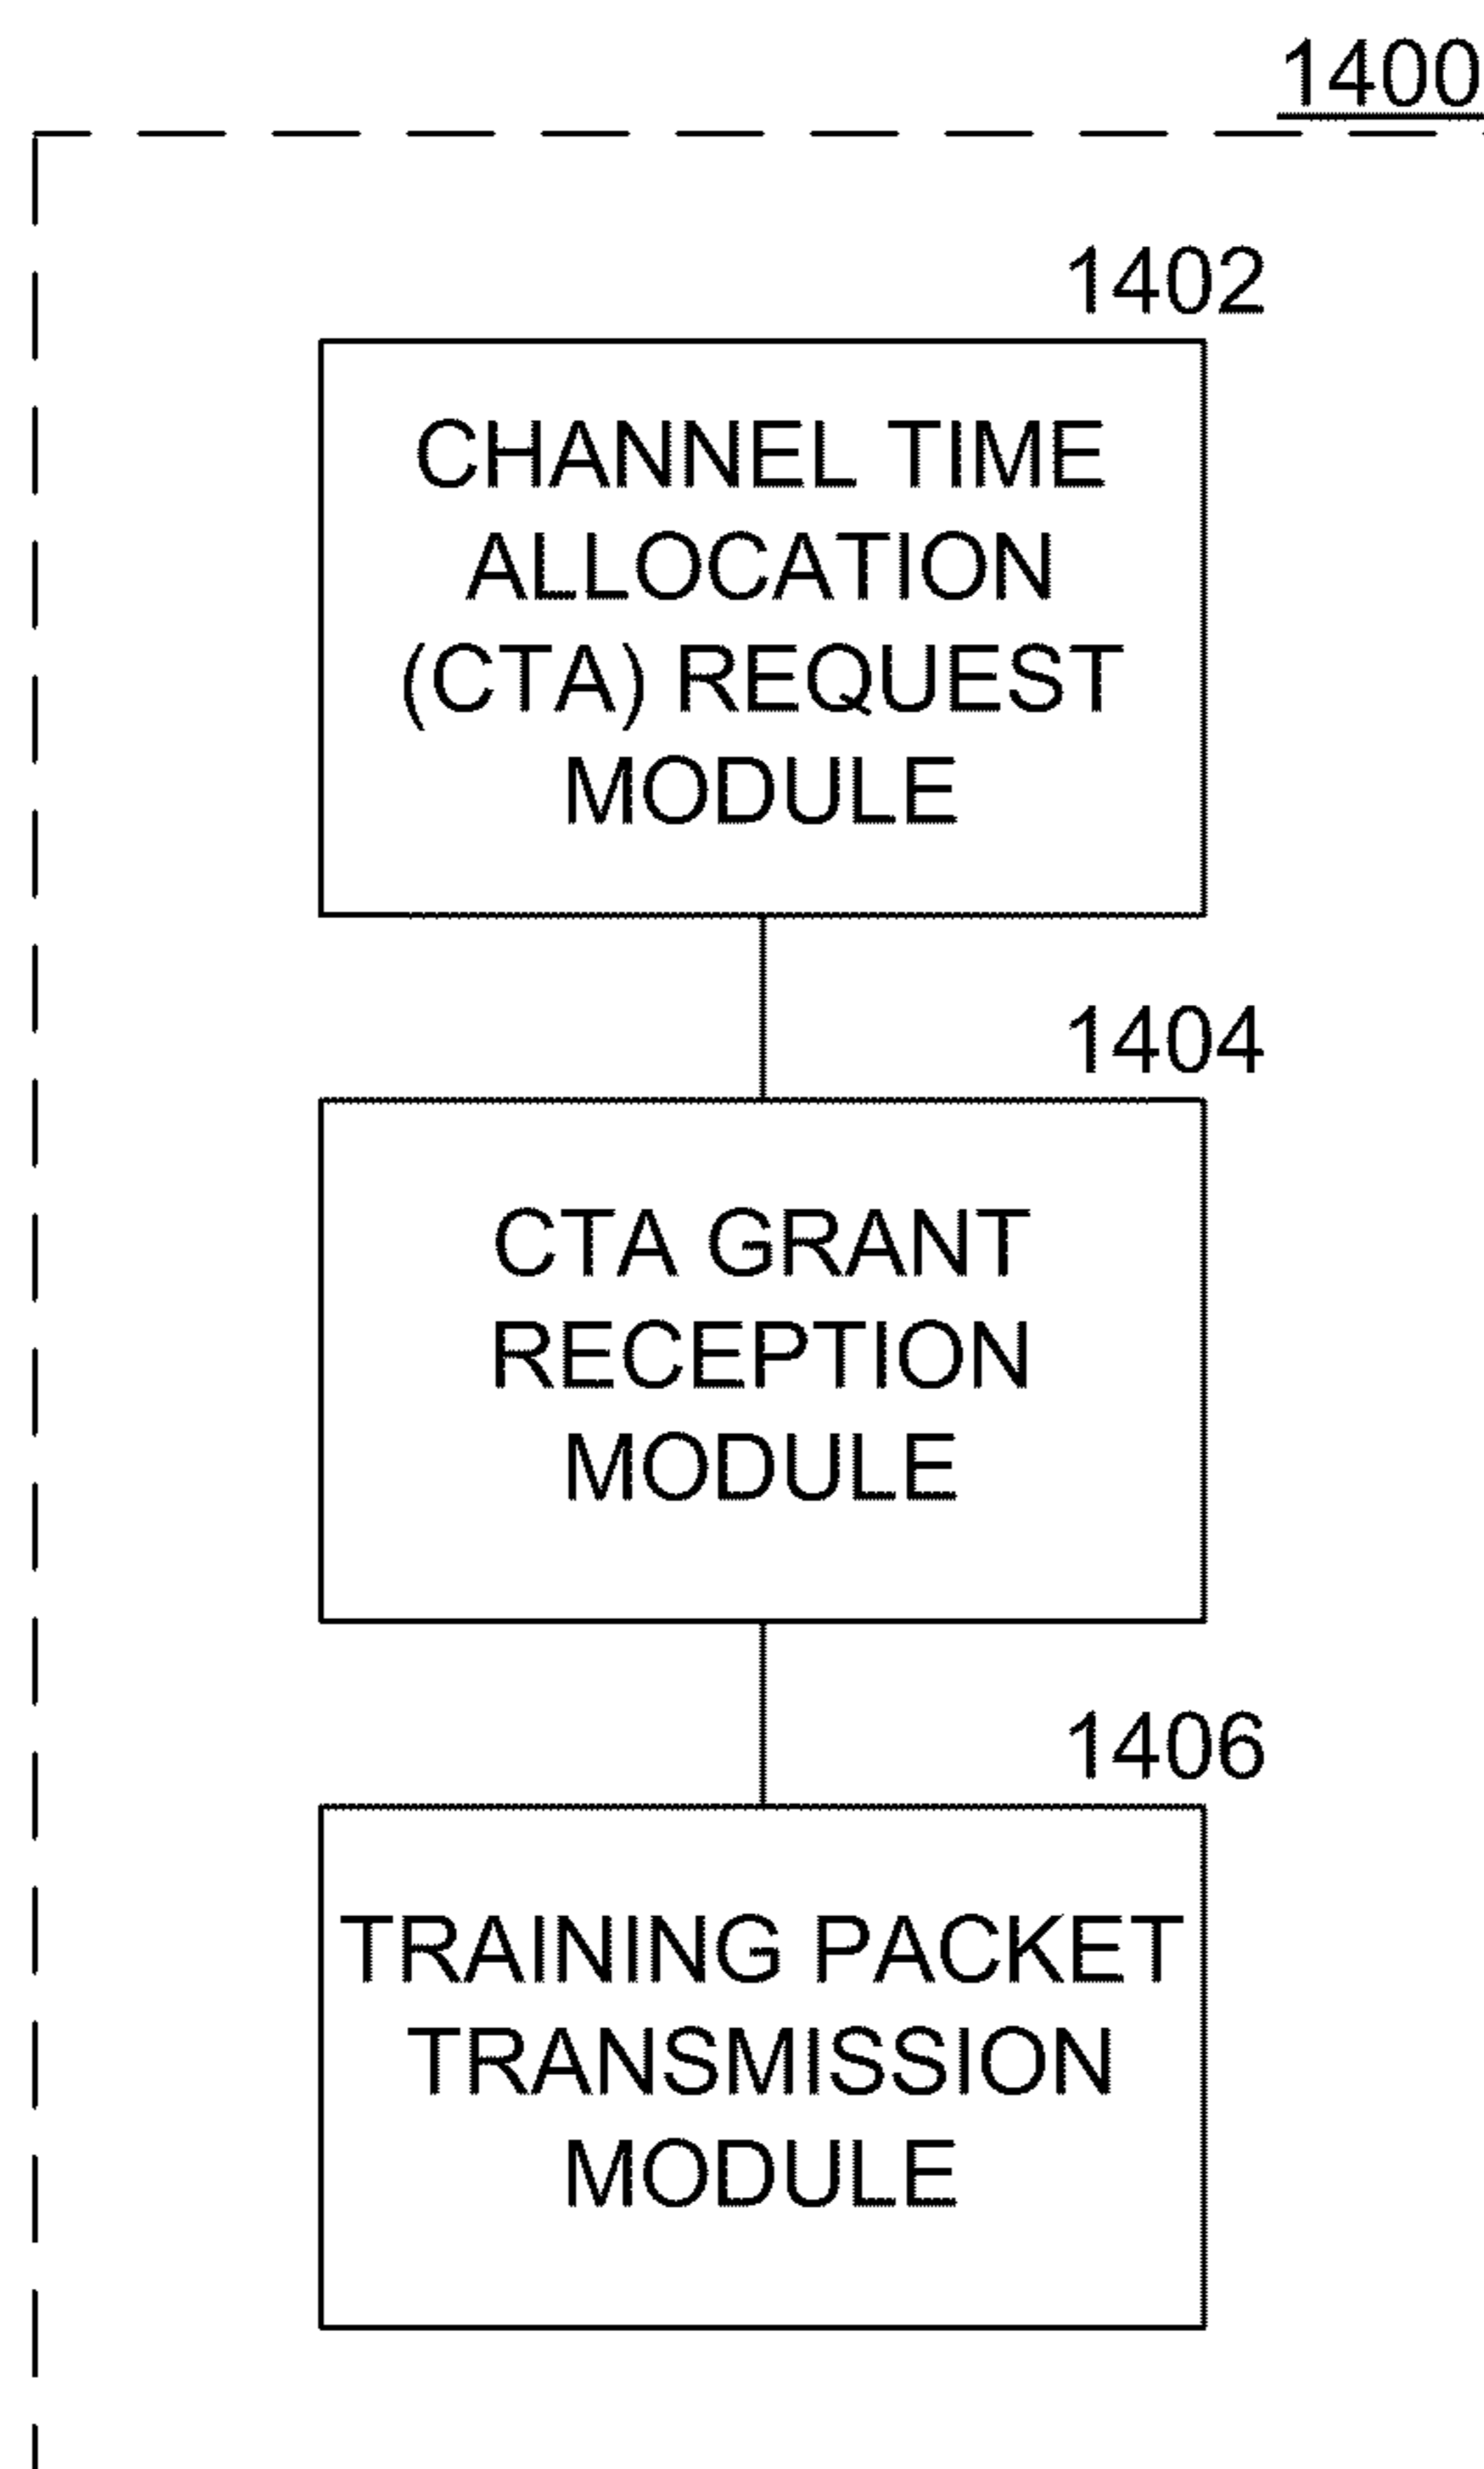 1400
1402
CHANNEL TIME
ALLOCATION
(CTA) REQUEST
MODULE
1404
CTA GRANT
RECEPTION
MODULE
1406
TRAINING PACKET
TRANSMISSION
MODULE